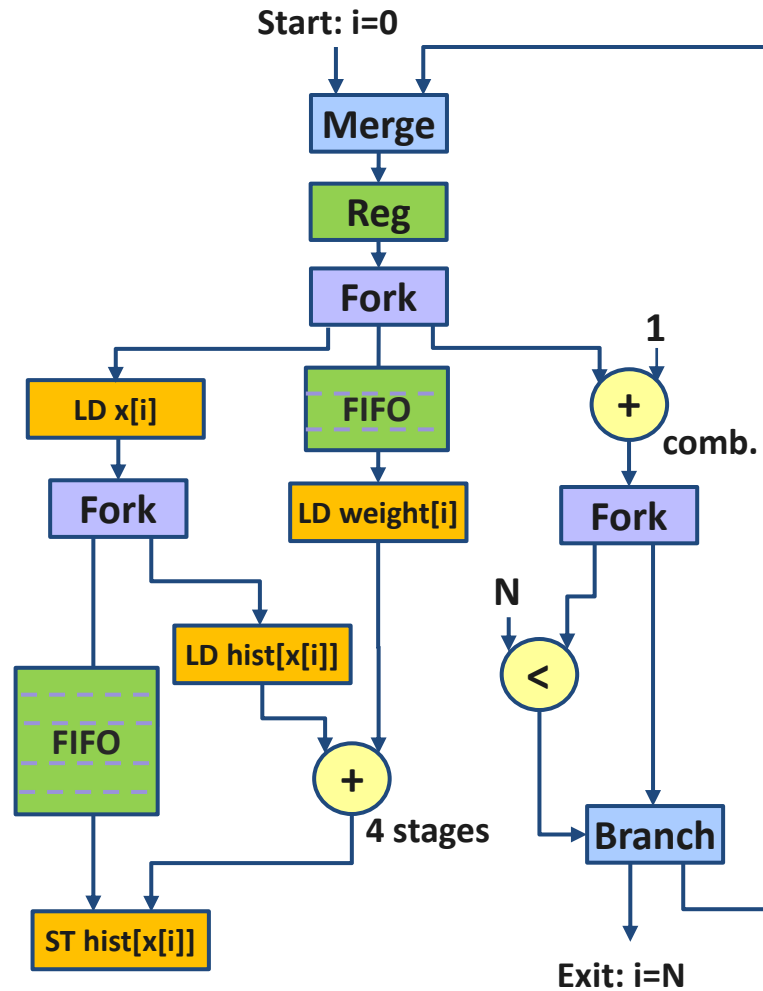 Start: i=0
Merge
Reg
Fork
1
LD x[i]
FIFO
+
comb.
Fork
LD weight[i]
Fork
N
LD hist[x[i]]
<
FIFO
+
4 stages
Branch
ST hist[x[i]]
Exit: i=N